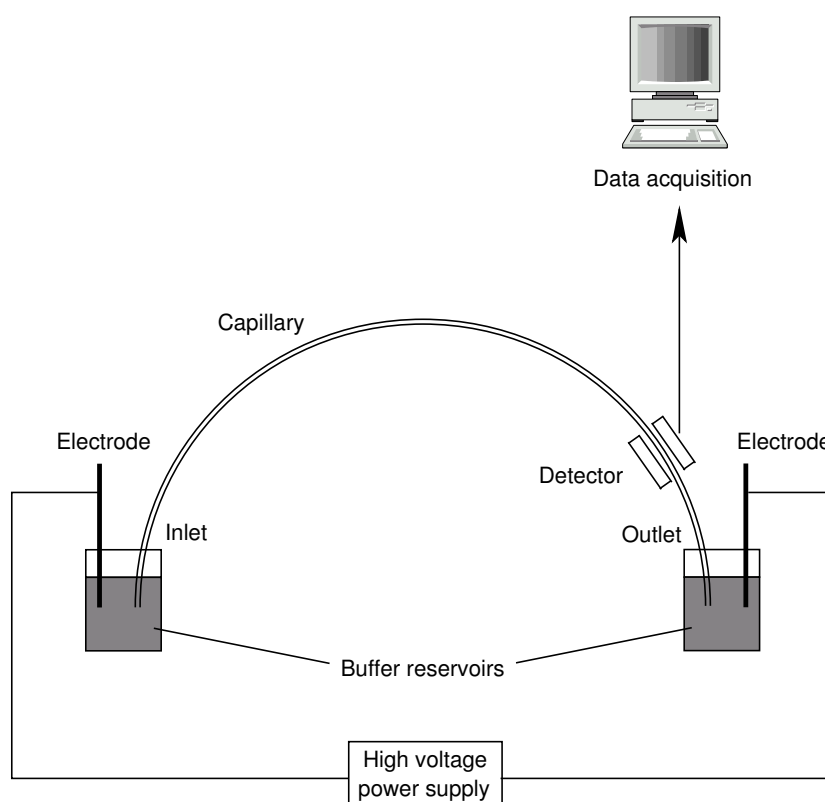 Data acquisition
Capillary
Electrode
Electrode
Detector
Inlet
Outlet
Buffer reservoirs
High voltage
power supply